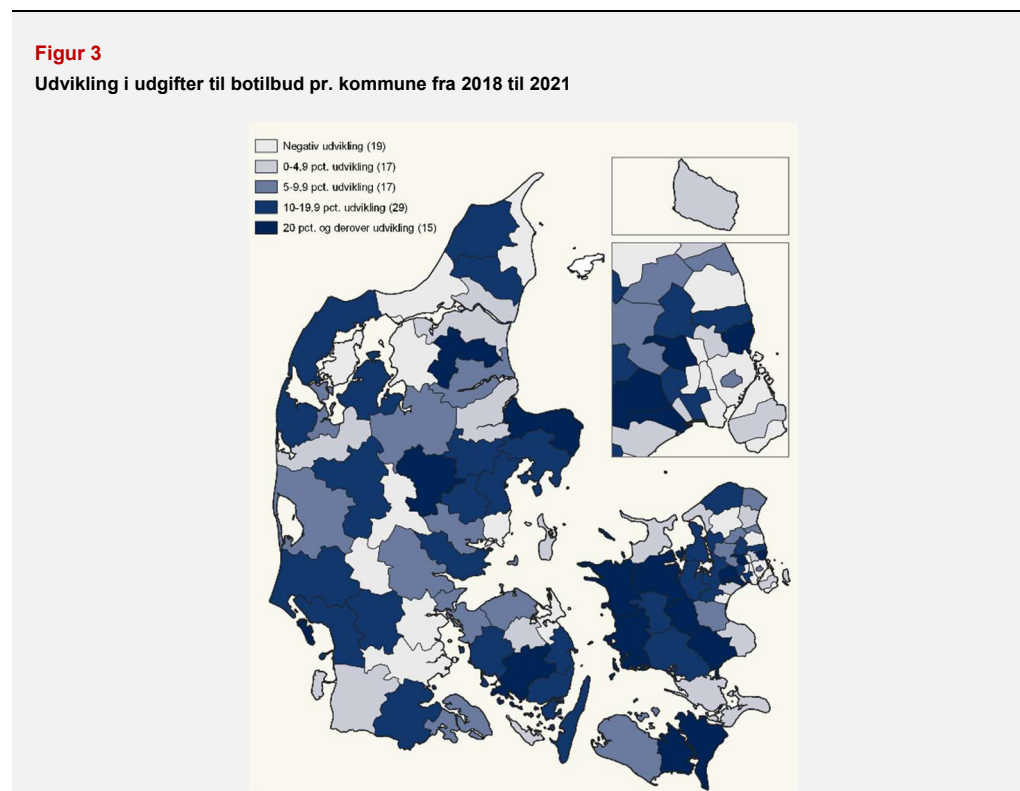 Figur 3
Udvikling i udgifter til botilbud pr. kommune fra 2018 til 2021
Negativ udvikling (19)
0-4,9 pct. udvikling (17)
5-9,9 pct. udvikling (17)
10-19,9 pct. udvikling (29)
20 pct. og derover udvikling (15)